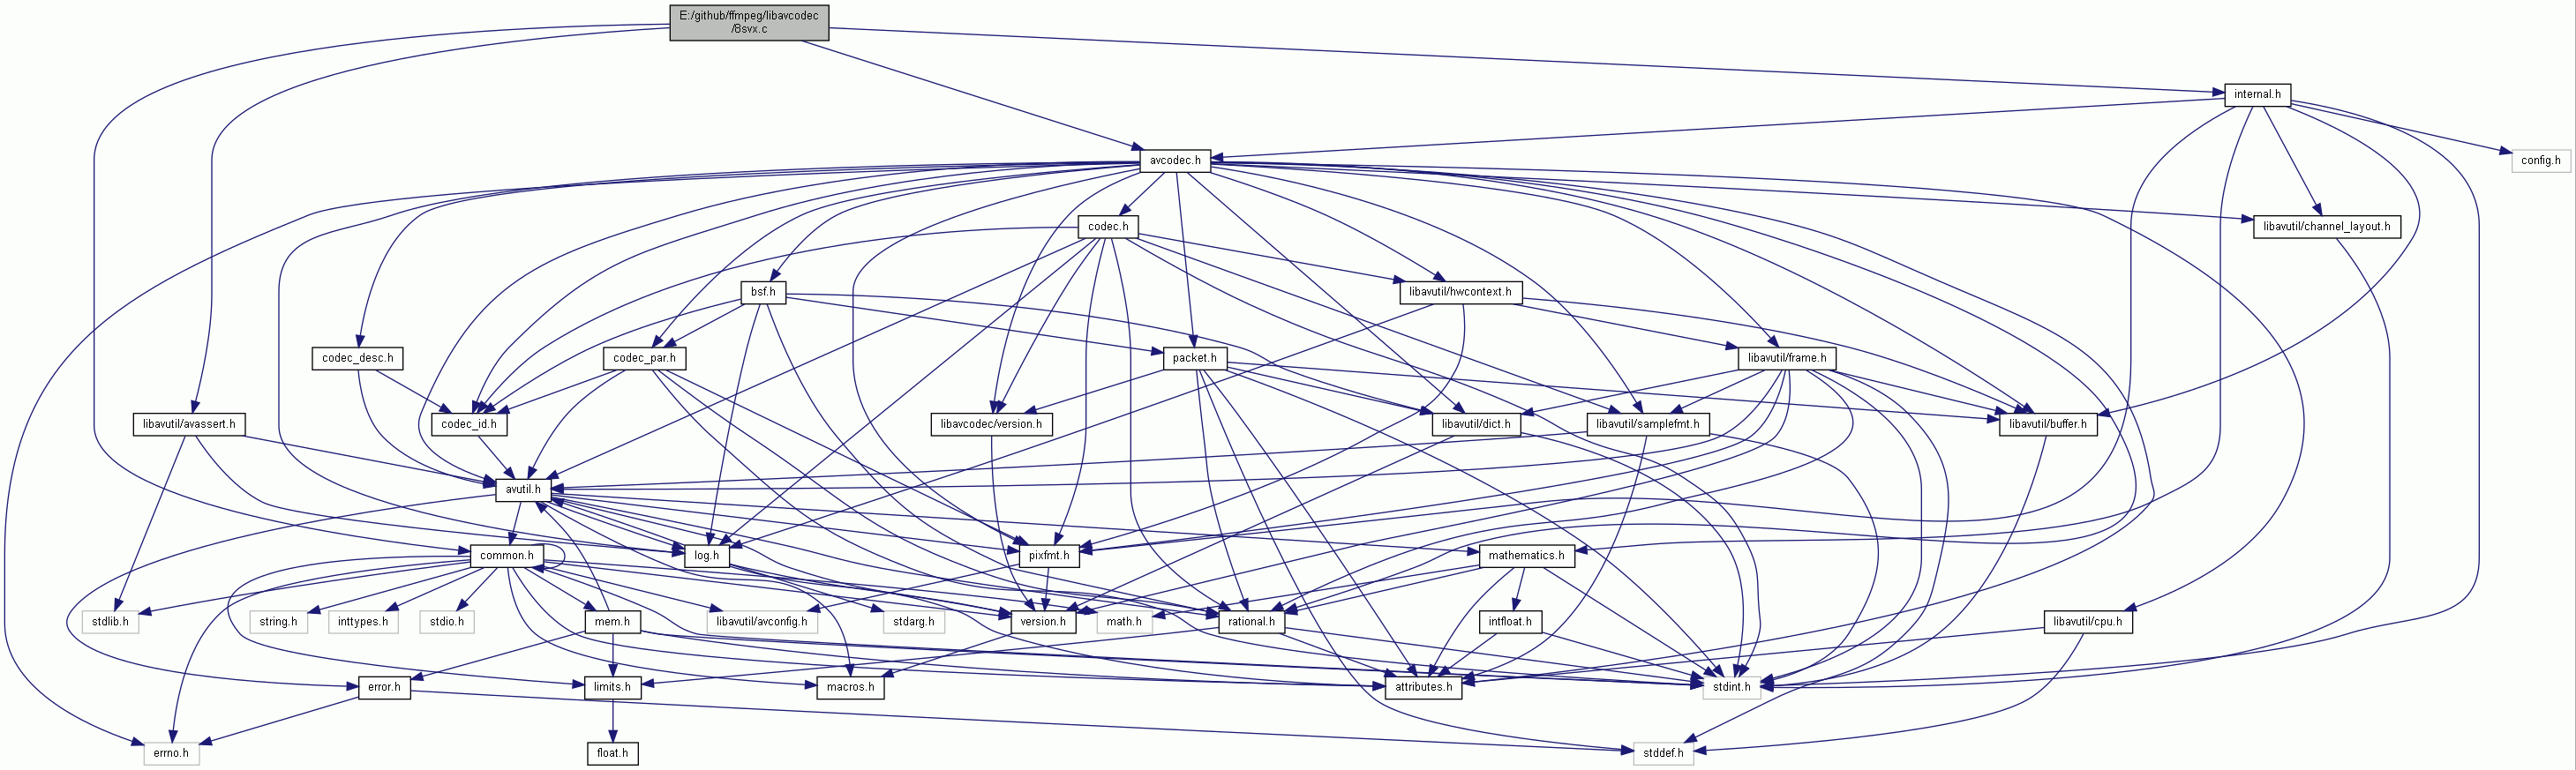 E:/github/ffmpeg/libavcodec
/8svx.c
internal.h
avcodec.h
config.h
codec.h
libavutil/channel_layout.h
bsf.h
libavutil/hwcontext.h
codec_desc.h
codec_par.h
packet.h
libavutil/frame.h
libavutil/avassert.h
codec_id.h
libavcodec/version.h
libavutil/dict.h
libavutil/samplefmt.h
libavutil/buffer.h
avutil.h
common.h
log.h
pixfmt.h
mathematics.h
stdlib.h
string.h
inttypes.h
stdio.h
mem.h
libavutil/avconfig.h
stdarg.h
version.h
math.h
rational.h
intfloat.h
libavutil/cpu.h
error.h
limits.h
macros.h
attributes.h
stdint.h
errno.h
float.h
stddef.h